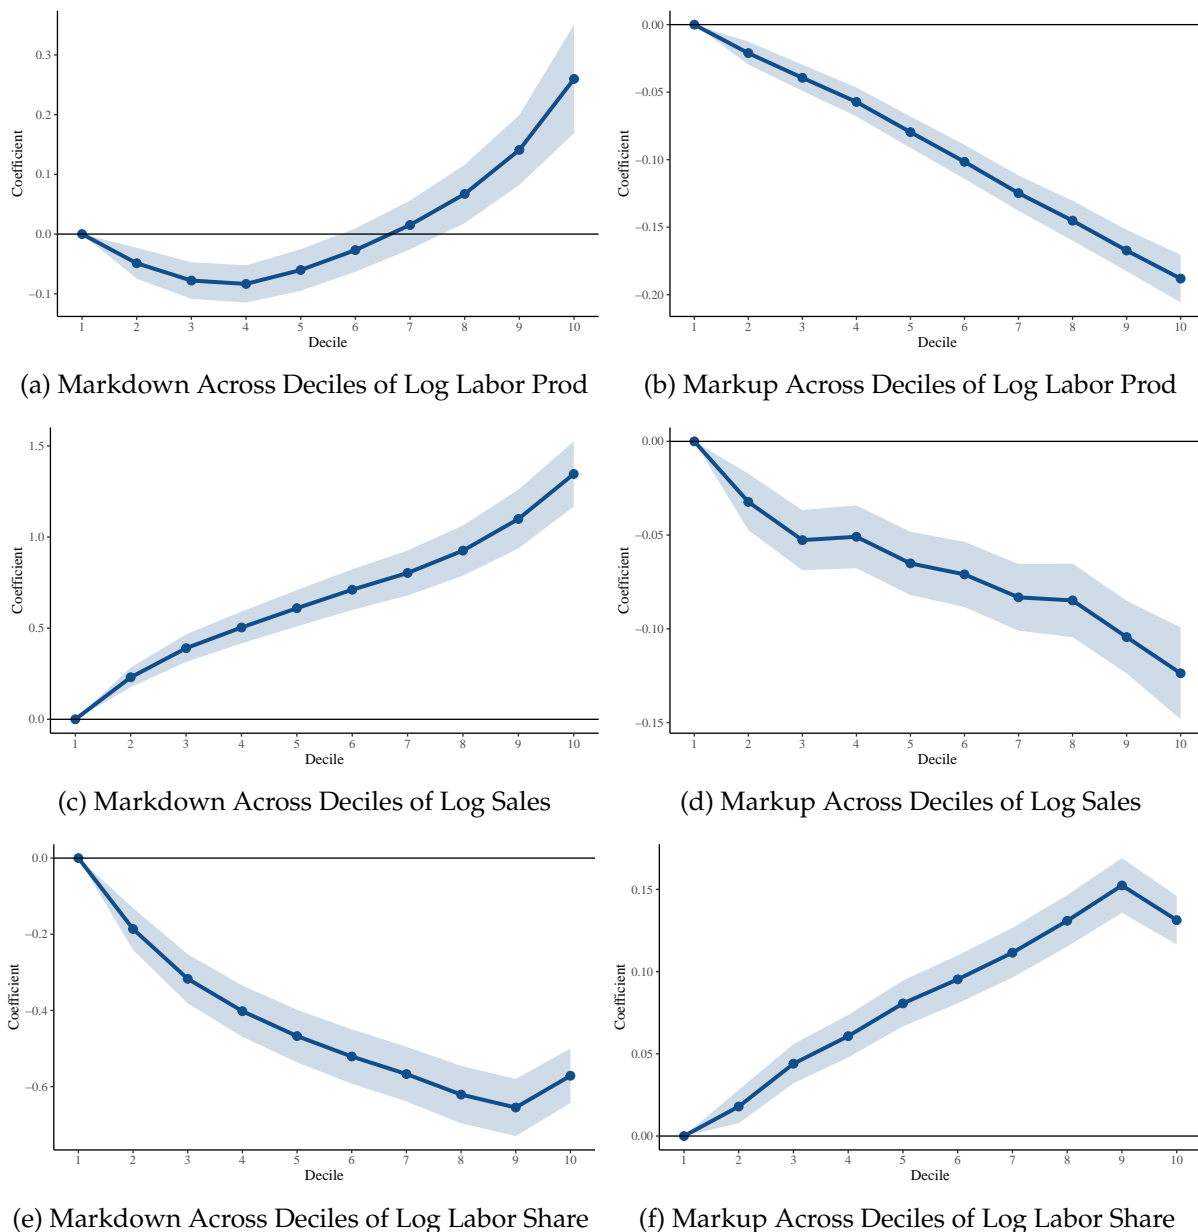 0.3
0.2
0.1
0.0
−0.1
Coefficient
1 2 3 4 5 6 7 8 9 10
Decile
(a) Markdown Across Deciles of Log Labor Prod
0.00
−0.05
−0.10
−0.15
−0.20
Coefficient
1 2 3 4 5 6 7 8 9 10
Decile
(b) Markup Across Deciles of Log Labor Prod
1.5
1.0
0.5
0.0
Coefficient
1 2 3 4 5 6 7 8 9 10
Decile
(c) Markdown Across Deciles of Log Sales
0.00
−0.05
−0.10
−0.15
Coefficient
1 2 3 4 5 6 7 8 9 10
Decile
(d) Markup Across Deciles of Log Sales
0.0
−0.2
−0.4
−0.6
Coefficient
1 2 3 4 5 6 7 8 9 10
Decile
(e) Markdown Across Deciles of Log Labor Share
0.15
0.10
0.05
0.00
Coefficient
1 2 3 4 5 6 7 8 9 10
Decile
(f) Markup Across Deciles of Log Labor Share